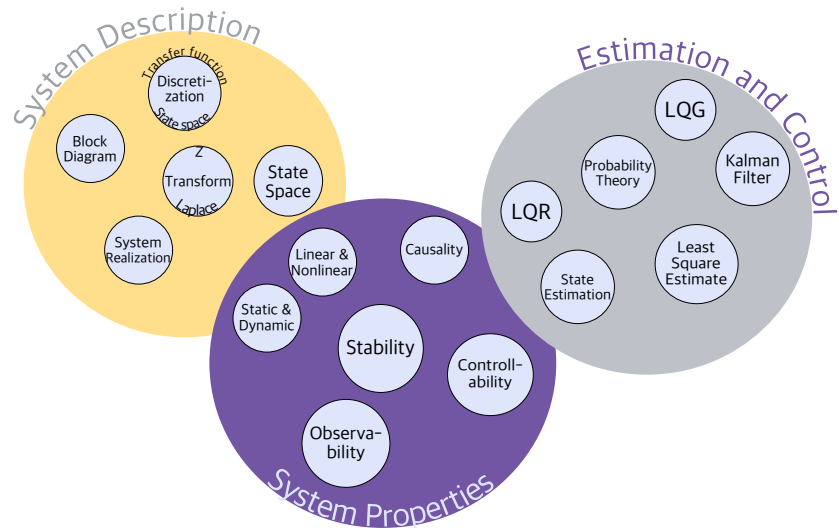 System Description
Transfer function
Discreti-
zation
State space
Block
Diagram
Z
Transform
Laplace
State
Space
System
Realization
Estimation and Control
LQG
Probability
Theory
Kalman
Filter
LQR
State
Estimation
Least
Square
Estimate
Linear &
Nonlinear
Causality
Static &
Dynamic
Stability
Controll-
ability
Observa-
bility
System Properties